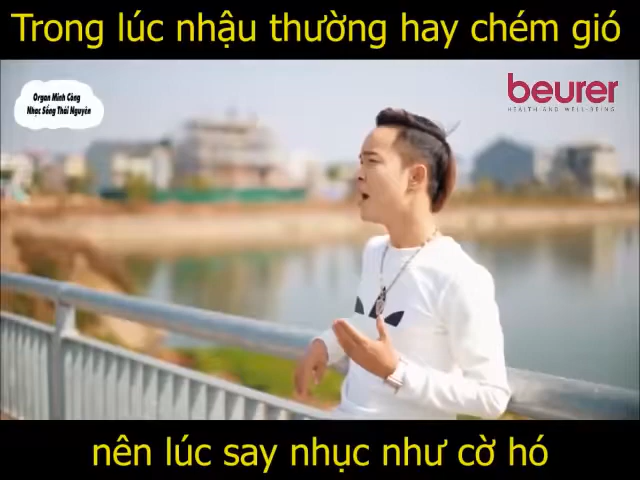 Trong lúc nhậu thường hay chém gió
Organ Minh Công
Nhạc Sống Thái Nguyên
beurer
HEALTH AND WELL-BEING
nên lúc say nhục như cờ hó